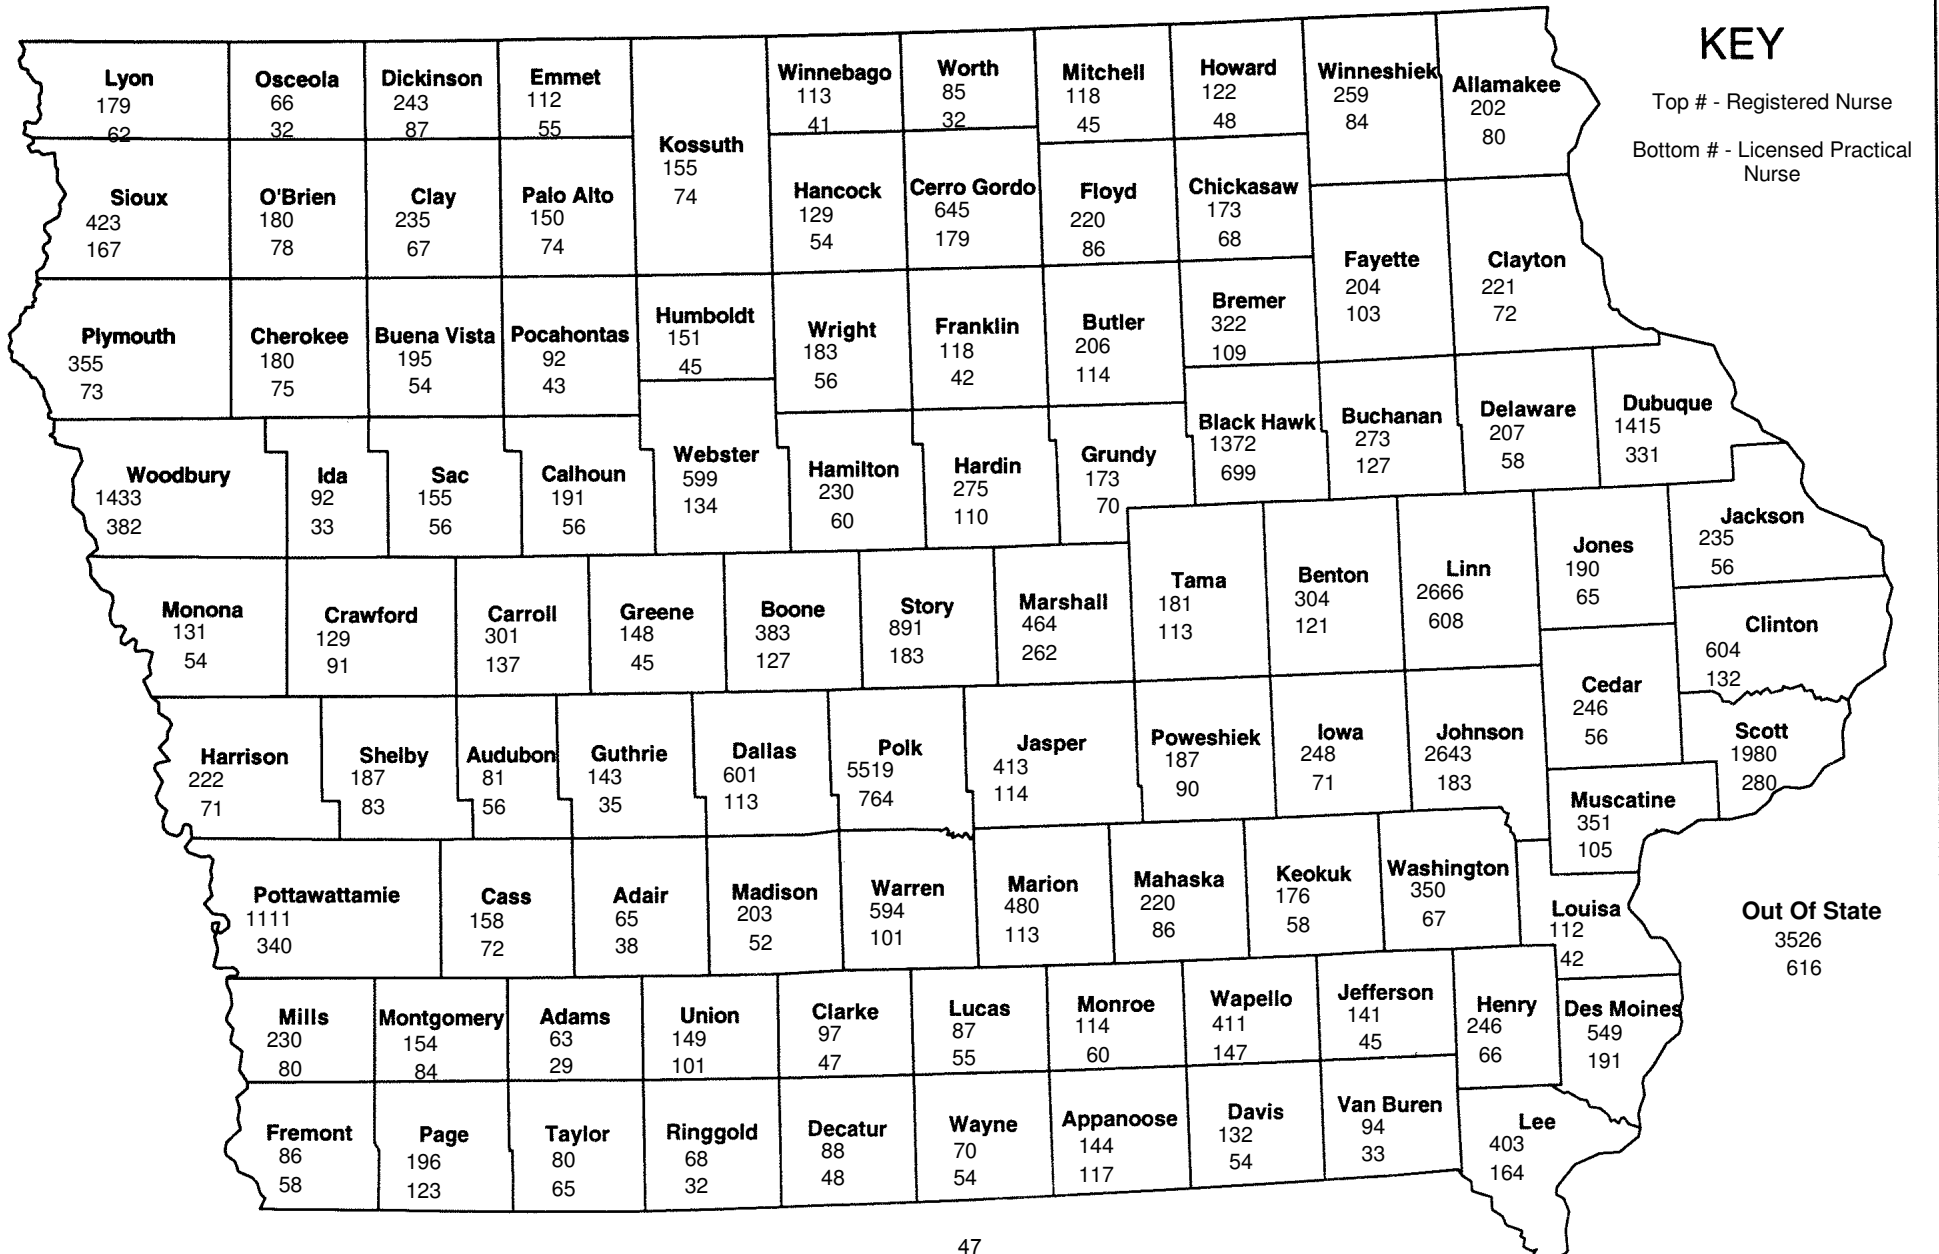 KEY
Top # - Registered Nurse
Bottom # - Licensed Practical
Nurse
Lyon
179
62
Osceola
66
32
Dickinson
243
87
Emmet
112
55
Kossuth
155
74
Winnebago
113
41
Worth
85
32
Mitchell
118
45
Howard
122
48
Winneshiek
259
84
Allamakee
202
80
Sioux
423
167
O'Brien
180
78
Clay
235
67
Palo Alto
150
74
Hancock
129
54
Cerro Gordo
645
179
Floyd
220
86
Chickasaw
173
68
Fayette
204
103
Clayton
221
72
Plymouth
355
73
Cherokee
180
75
Buena Vista
195
54
Pocahontas
92
43
Humboldt
151
45
Wright
183
56
Franklin
118
42
Butler
206
114
Bremer
322
109
Black Hawk
1372
699
Buchanan
273
127
Delaware
207
58
Dubuque
1415
331
Woodbury
1433
382
Ida
92
33
Sac
155
56
Calhoun
191
56
Webster
599
134
Hamilton
230
60
Hardin
275
110
Grundy
173
70
Jackson
235
56
Monona
131
54
Crawford
129
91
Carroll
301
137
Greene
148
45
Boone
383
127
Story
891
183
Marshall
464
262
Tama
181
113
Benton
304
121
Linn
2666
608
Jones
190
65
Clinton
604
132
Cedar
246
56
Harrison
222
71
Shelby
187
83
Audubon
81
56
Guthrie
143
35
Dallas
601
113
Polk
5519
764
Jasper
413
114
Poweshiek
187
90
Iowa
248
71
Johnson
2643
183
Scott
1980
280
Muscatine
351
105
Pottawattamie
1111
340
Cass
158
72
Adair
65
38
Madison
203
52
Warren
594
101
Marion
480
113
Mahaska
220
86
Keokuk
176
58
Washington
350
67
Louisa
112
42
Out Of State
3526
616
Mills
230
80
Montgomery
154
84
Adams
63
29
Union
149
101
Clarke
97
47
Lucas
87
55
Monroe
114
60
Wapello
411
147
Jefferson
141
45
Henry
246
66
Des Moines
549
191
Fremont
86
58
Page
196
123
Taylor
80
65
Ringgold
68
32
Decatur
88
48
Wayne
70
54
Appanoose
144
117
Davis
132
54
Van Buren
94
33
Lee
403
164
47